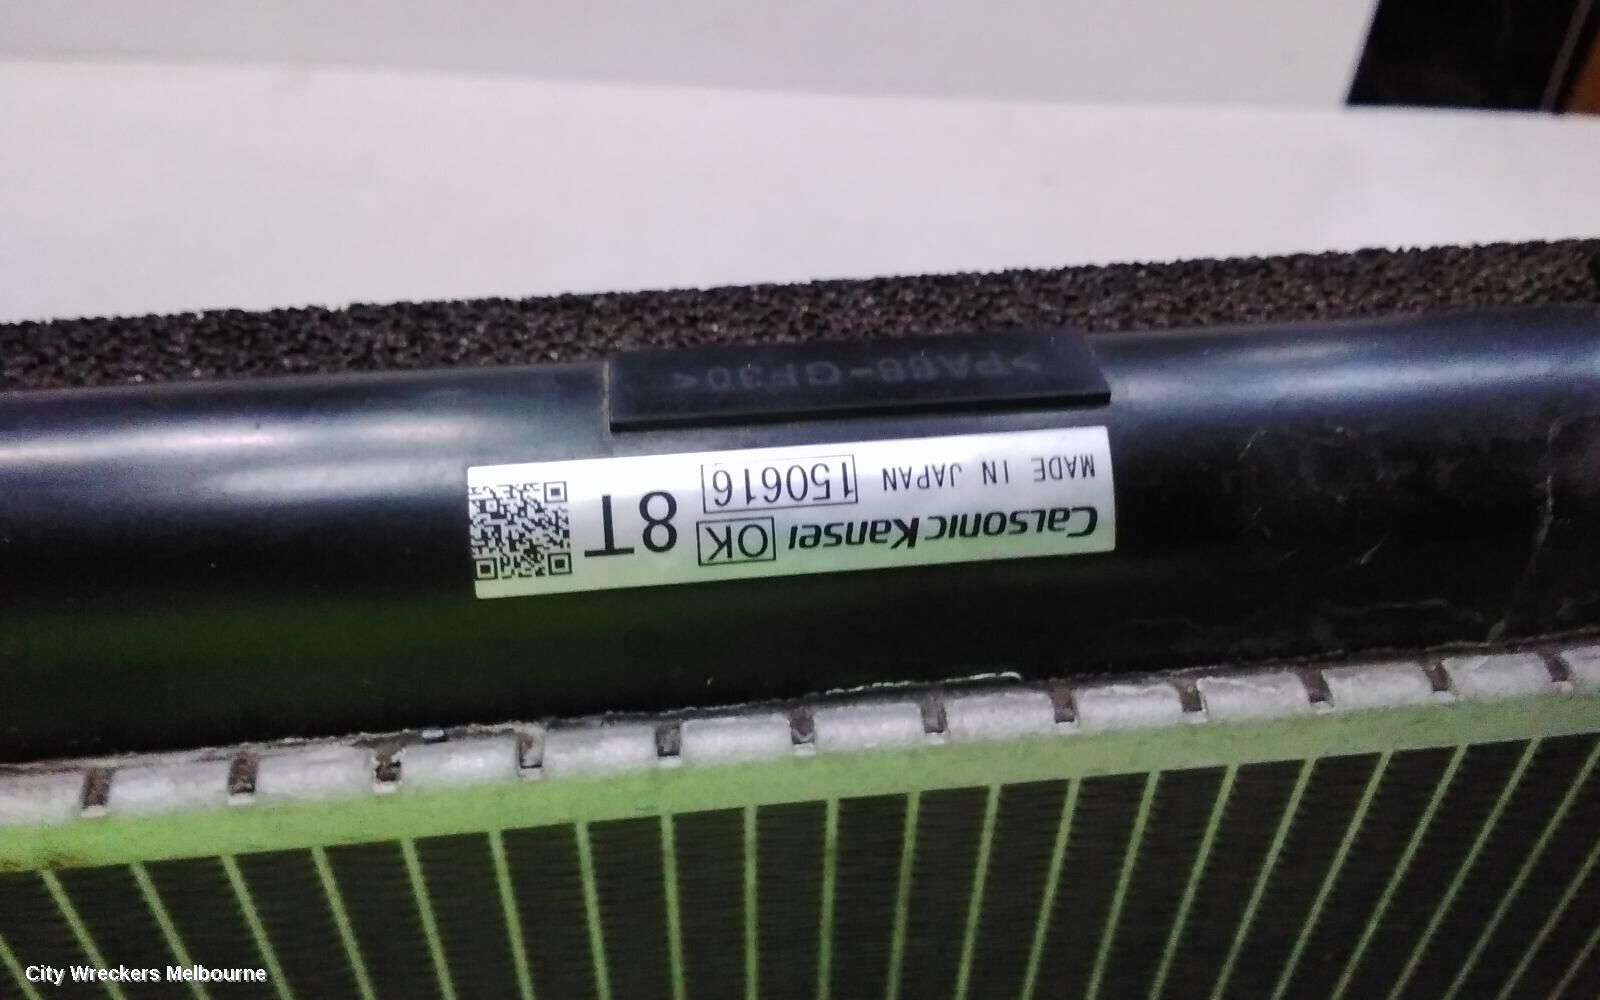 >PA66-GF30<
CALSONIC Kansei OK 8T
MADE IN JAPAN 150616
City Wreckers Melbourne